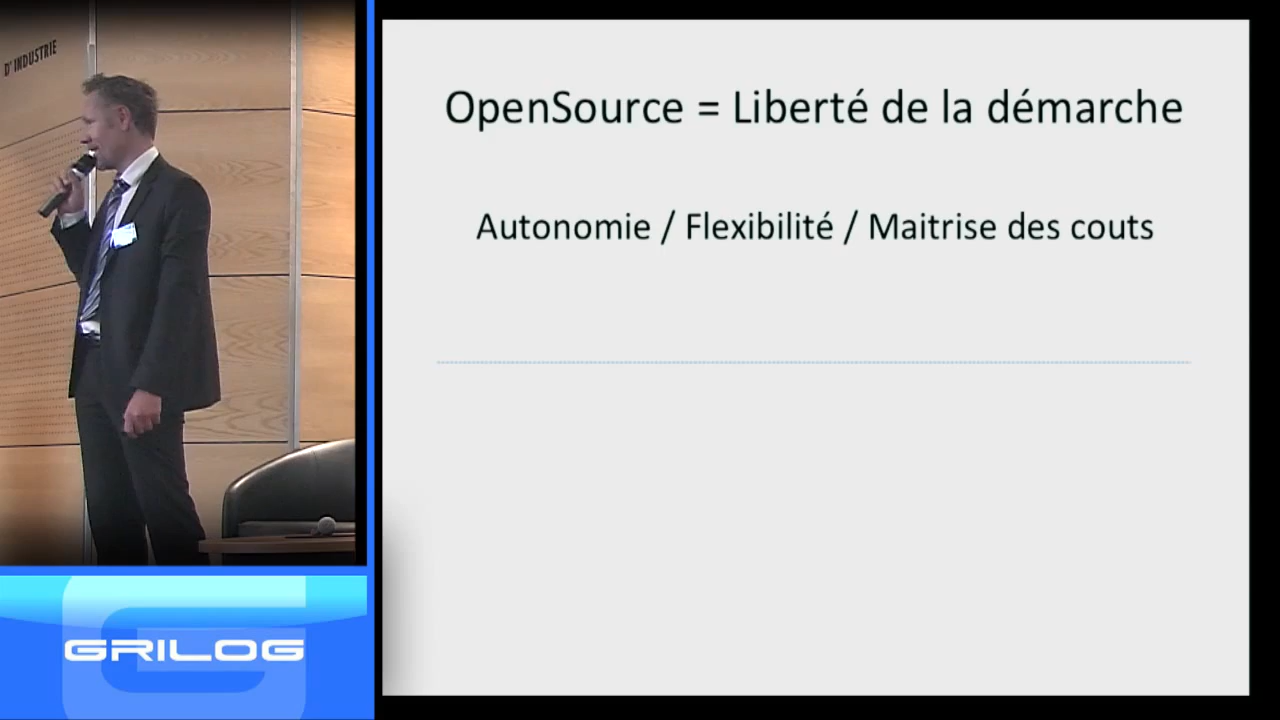 D'INDUSTRIE
OpenSource = Liberté de la démarche
Autonomie / Flexibilité / Maitrise des couts
GRILOG